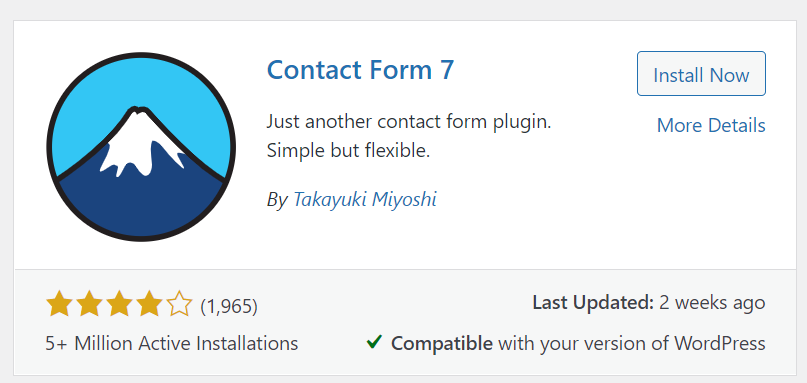 Contact Form 7
Install Now
More Details
Just another contact form plugin.
Simple but flexible.
By Takayuki Miyoshi
(1,965)
Last Updated: 2 weeks ago
5+ Million Active Installations
Compatible with your version of WordPress